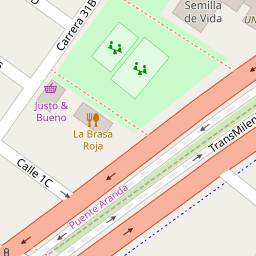 Semilla
de Vida
UN
Carrera 31B
Justo &
Bueno
La Brasa
Roja
Calle 1C
Puente Aranda
TransMilen